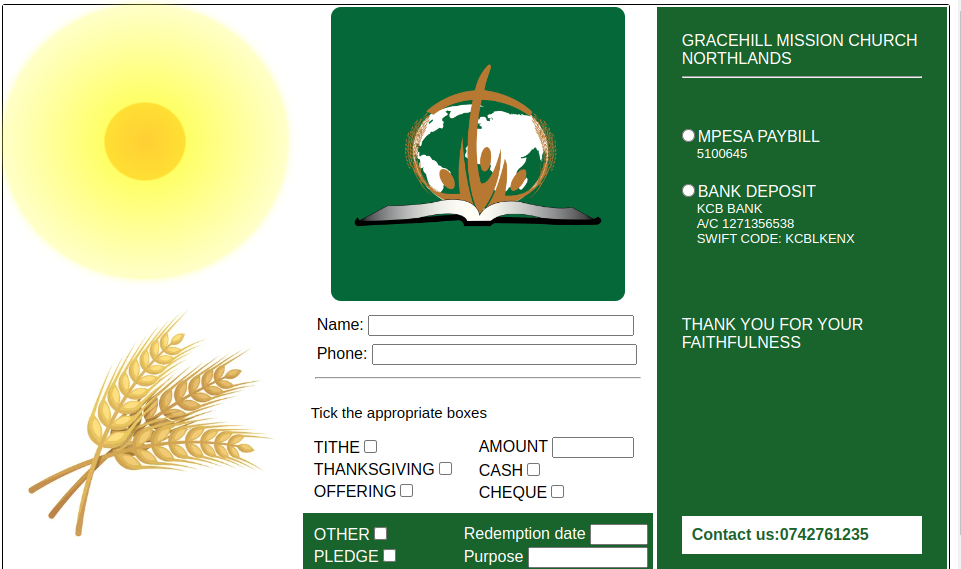 Name:
Phone:
Tick the appropriate boxes
TITHE
THANKSGIVING
OFFERING
AMOUNT
CASH
CHEQUE
OTHER
PLEDGE
Redemption date
Purpose
GRACEHILL MISSION CHURCH
NORTHLANDS
MPESA PAYBILL
5100645
BANK DEPOSIT
KCB BANK
A/C 1271356538
SWIFT CODE: KCBLKENX
THANK YOU FOR YOUR
FAITHFULNESS
Contact us:0742761235